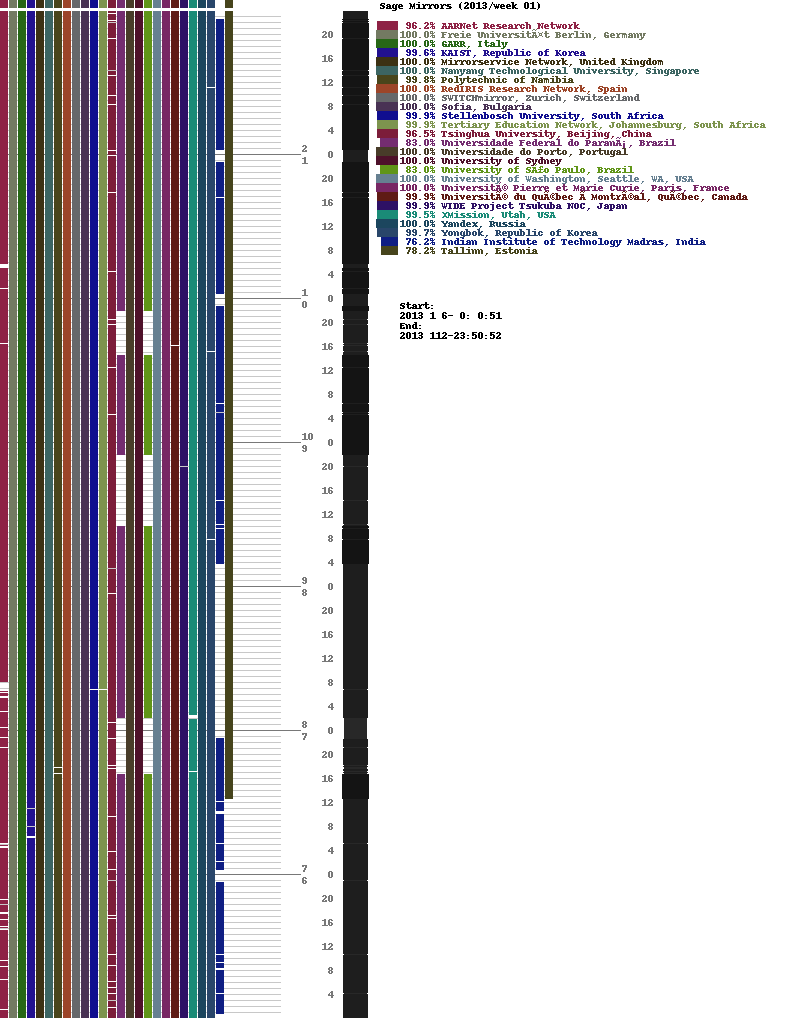 Sage Mirrors (2013/week 01)
96.2% AARNet Research Network
100.0% Freie UniversitÄ×t Berlin, Germany
100.0% GARR, Italy
99.6% KAIST, Republic of Korea
100.0% Mirrorservice Network, United Kingdom
100.0% Nanyang Technological University, Singapore
99.8% Polytechnic of Namibia
100.0% RedIRIS Research Network, Spain
100.0% SWITCHmirror, Zurich, Switzerland
100.0% Sofia, Bulgaria
99.9% Stellenbosch University, South Africa
99.9% Tertiary Education Network, Johannesburg, South Africa
96.5% Tsinghua University, Beijing, China
83.0% Universidade Federal do ParanÃ¡, Brazil
100.0% Universidade do Porto, Portugal
100.0% University of Sydney
83.0% University of SÃ£o Paulo, Brazil
100.0% University of Washington, Seattle, WA, USA
100.0% UniversitÃ© Pierre et Marie Curie, Paris, France
99.9% UniversitÃ© du QuÃ©bec Ã MontrÃ©al, QuÃ©bec, Canada
99.9% WIDE Project Tsukuba NOC, Japan
99.5% XMission, Utah, USA
100.0% Yandex, Russia
99.7% Yongbok, Republic of Korea
76.2% Indian Institute of Technology Madras, India
78.2% Tallinn, Estonia
Start:
2013 1 6- 0: 0:51
End:
2013 112-23:50:52
20
16
12
8
4
2
0
1
20
16
12
8
4
1
0
0
20
16
12
8
4
10
0
9
20
16
12
8
4
9
0
8
20
16
12
8
4
8
0
7
20
16
12
8
4
7
0
6
20
16
12
8
4